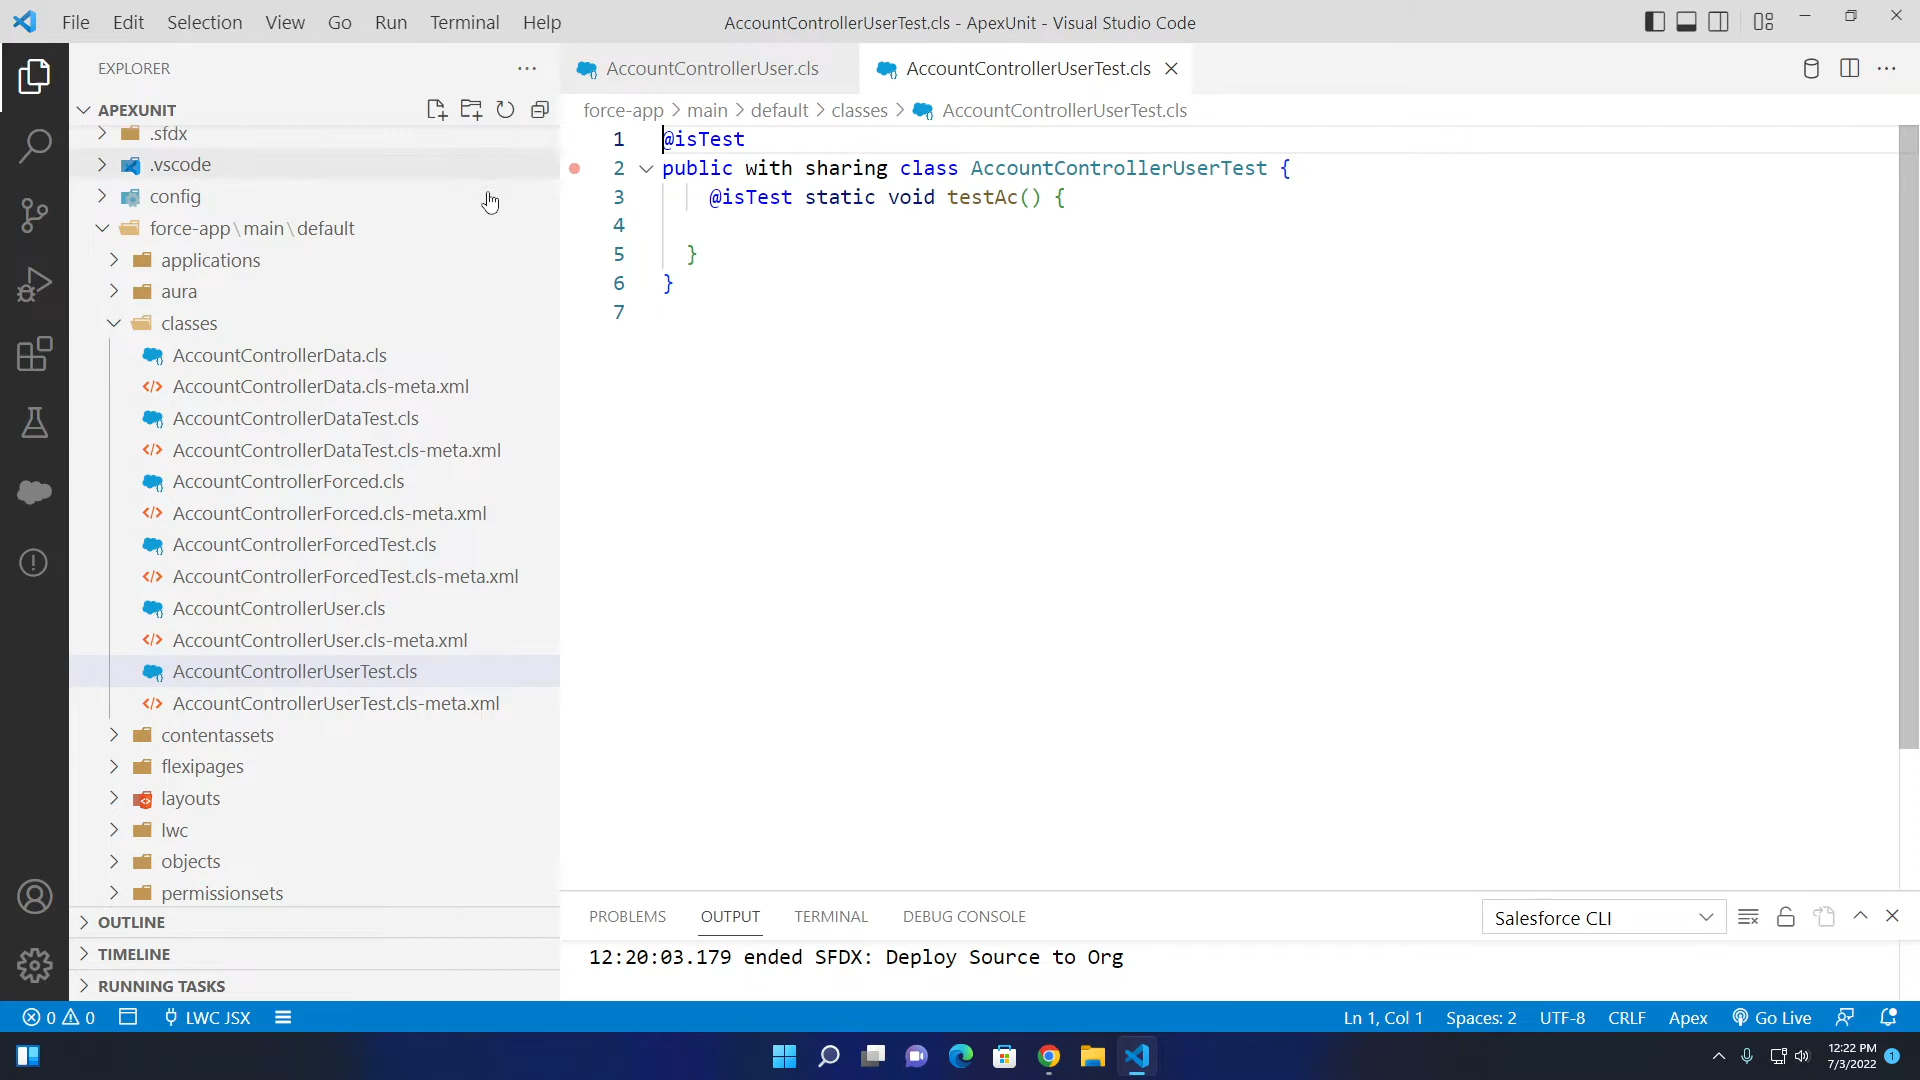 File Edit Selection View Go Run Terminal Help
AccountControllerUserTest.cls - ApexUnit - Visual Studio Code
EXPLORER
AccountControllerUser.cls
AccountControllerUserTest.cls
APEXUNIT
force-app > main > default > classes > AccountControllerUserTest.cls
.sfdx
.vscode
config
force-app\main\default
applications
aura
classes
AccountControllerData.cls
AccountControllerData.cls-meta.xml
AccountControllerDataTest.cls
AccountControllerDataTest.cls-meta.xml
AccountControllerForced.cls
AccountControllerForced.cls-meta.xml
AccountControllerForcedTest.cls
AccountControllerForcedTest.cls-meta.xml
AccountControllerUser.cls
AccountControllerUser.cls-meta.xml
AccountControllerUserTest.cls
AccountControllerUserTest.cls-meta.xml
contentassets
flexipages
layouts
lwc
objects
permissionsets
OUTLINE
TIMELINE
RUNNING TASKS
1 @isTest
2 public with sharing class AccountControllerUserTest {
3 @isTest static void testAc() {
4
5 }
6 }
7
PROBLEMS OUTPUT TERMINAL DEBUG CONSOLE
Salesforce CLI
12:20:03.179 ended SFDX: Deploy Source to Org
0 0 LWC JSX
Ln 1, Col 1 Spaces: 2 UTF-8 CRLF Apex Go Live
12:22 PM
7/3/2022
1